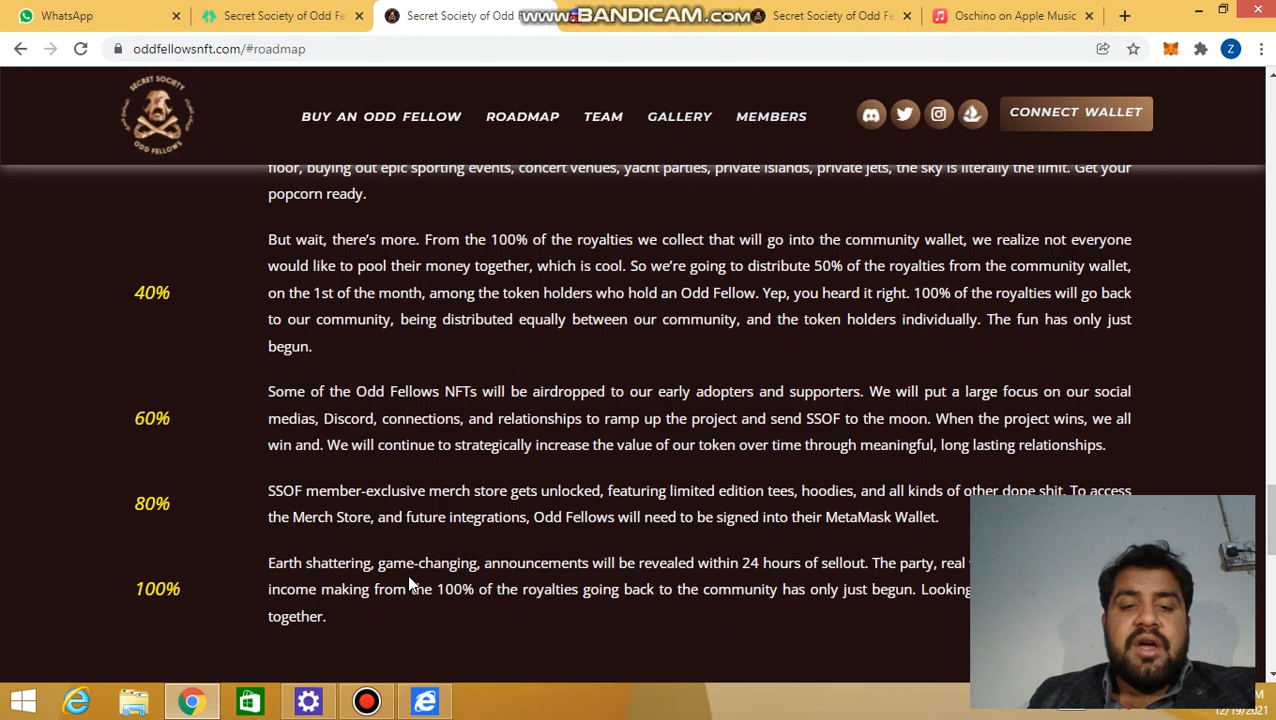 WhatsApp
Secret Society of Odd Fe
Secret Society of Odd F
www.BANDICAM.com
Secret Society of Odd Fe
Oschino on Apple Music
oddfellowsnft.com/#roadmap
Z
SECRET SOCIETY
ODD FELLOWS
BUY AN ODD FELLOW
ROADMAP
TEAM
GALLERY
MEMBERS
CONNECT WALLET
floor, buying out epic sporting events, concert venues, yacht parties, private islands, private jets, the sky is literally the limit. Get your
popcorn ready.
But wait, there's more. From the 100% of the royalties we collect that will go into the community wallet, we realize not everyone
would like to pool their money together, which is cool. So we're going to distribute 50% of the royalties from the community wallet,
40%
on the 1st of the month, among the token holders who hold an Odd Fellow. Yep, you heard it right. 100% of the royalties will go back
to our community, being distributed equally between our community, and the token holders individually. The fun has only just
begun.
Some of the Odd Fellows NFTs will be airdropped to our early adopters and supporters. We will put a large focus on our social
60%
medias, Discord, connections, and relationships to ramp up the project and send SSOF to the moon. When the project wins, we all
win and. We will continue to strategically increase the value of our token over time through meaningful, long lasting relationships.
SSOF member-exclusive merch store gets unlocked, featuring limited edition tees, hoodies, and all kinds of other dope shit. To access
80%
the Merch Store, and future integrations, Odd Fellows will need to be signed into their MetaMask Wallet.
Earth shattering, game-changing, announcements will be revealed within 24 hours of sellout. The party, real
100%
income making from the 100% of the royalties going back to the community has only just begun. Looking
together.
12/19/2021